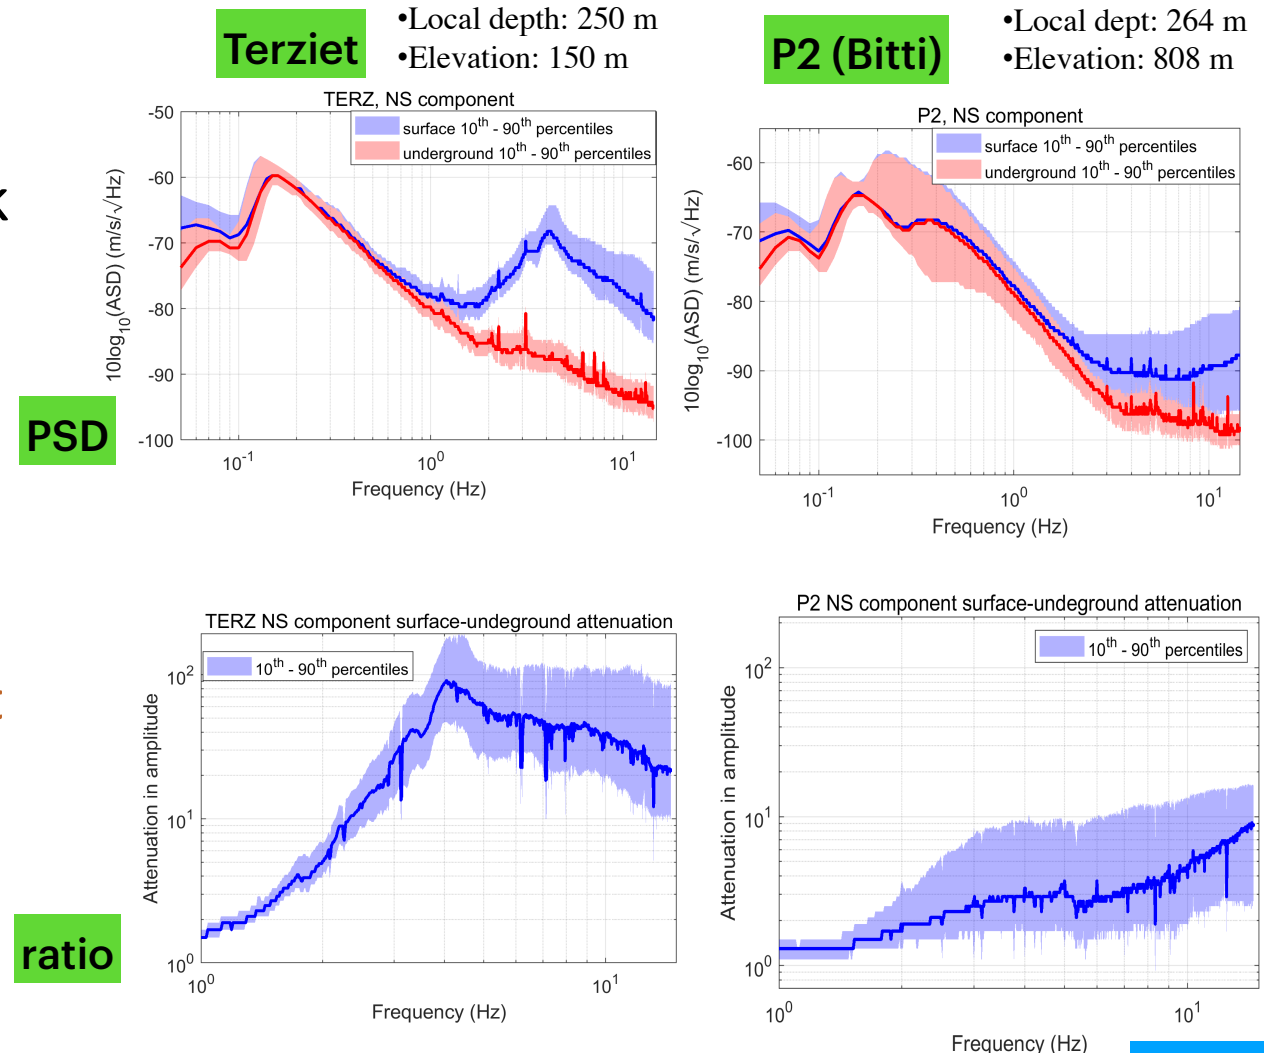 Terziet
•Local depth: 250 m
•Elevation: 150 m
P2 (Bitti)
•Local dept: 264 m
•Elevation: 808 m
k
PSD
TERZ, NS component
surface 10th - 90th percentiles
underground 10th - 90th percentiles
10log10(ASD) (m/s/√Hz)
-50
-60
-70
-80
-90
-100
10-1
100
101
Frequency (Hz)
P2, NS component
surface 10th - 90th percentiles
underground 10th - 90th percentiles
10log10(ASD) (m/s/√Hz)
-60
-70
-80
-90
-100
10-1
100
101
Frequency (Hz)
ratio
TERZ NS component surface-undeground attenuation
10th - 90th percentiles
Attenuation in amplitude
102
101
100
100
101
Frequency (Hz)
P2 NS component surface-undeground attenuation
10th - 90th percentiles
Attenuation in amplitude
102
101
100
100
101
Frequency (Hz)